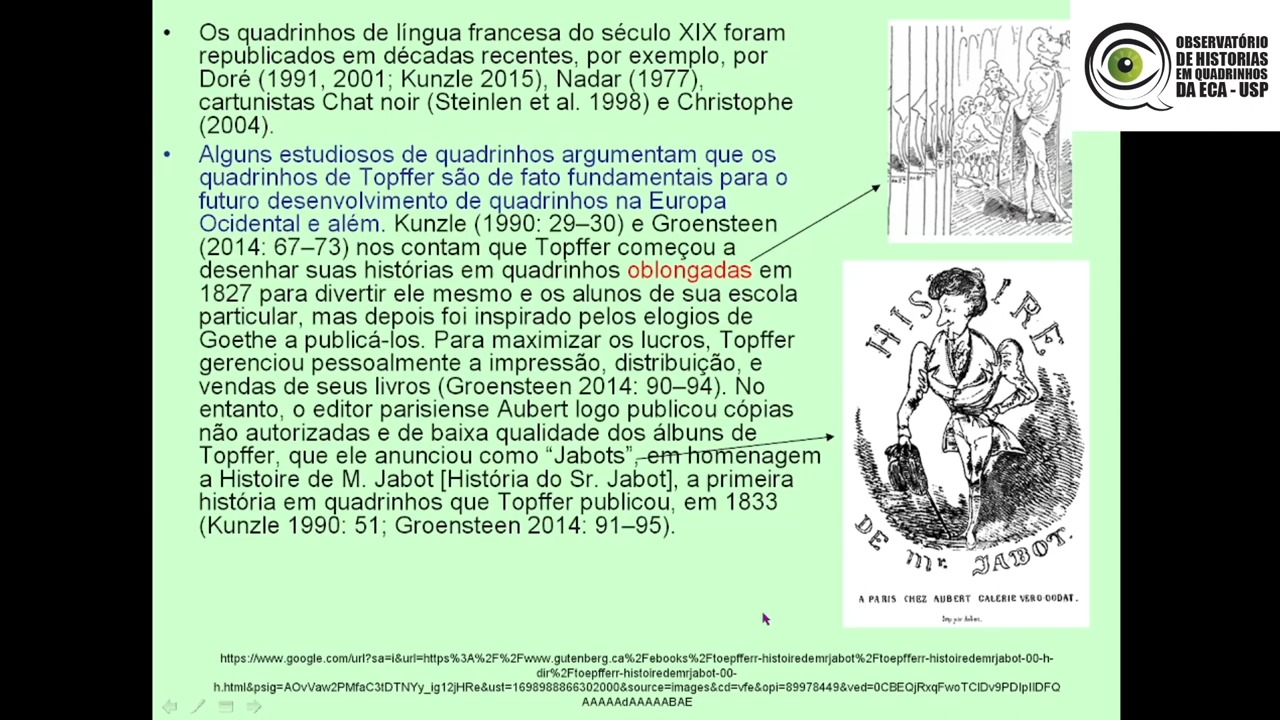 • Os quadrinhos de língua francesa do século XIX foram
republicados em décadas recentes, por exemplo, por
Doré (1991, 2001; Kunzle 2015), Nadar (1977),
cartunistas Chat noir (Steinlen et al. 1998) e Christophe
(2004).
• Alguns estudiosos de quadrinhos argumentam que os
quadrinhos de Topffer são de fato fundamentais para o
futuro desenvolvimento de quadrinhos na Europa
Ocidental e além. Kunzle (1990: 29–30) e Groensteen
(2014: 67–73) nos contam que Topffer começou a
desenhar suas histórias em quadrinhos oblongadas em
1827 para divertir ele mesmo e os alunos de sua escola
particular, mas depois foi inspirado pelos elogios de
Goethe a publicá-los. Para maximizar os lucros, Topffer
gerenciou pessoalmente a impressão, distribuição, e
vendas de seus livros (Groensteen 2014: 90–94). No
entanto, o editor parisiense Aubert logo publicou cópias
não autorizadas e de baixa qualidade dos álbuns de
Topffer, que ele anunciou como “Jabots”, em homenagem
a Histoire de M. Jabot [História do Sr. Jabot], a primeira
história em quadrinhos que Topffer publicou, em 1833
(Kunzle 1990: 51; Groensteen 2014: 91–95).
OBSERVATÓRIO
DE HISTORIAS
EM QUADRINHOS
DA ECA - USP
HISTOIRE
DE Mr. JABOT.
A PARIS CHEZ AUBERT GALERIE VERO-DODAT.
Imp. par Aubert.
https://www.google.com/url?sa=i&url=https%3A%2F%2Fwww.gutenberg.ca%2Febooks%2Ftoepfferr-histoiredemrjabot%2Ftoepfferr-histoiredemrjabot-00-h-
dir%2Ftoepfferr-histoiredemrjabot-00-
h.html&psig=AOvVaw2PMfaC3tDTNYy_ig12jHRe&ust=1698988866302000&source=images&cd=vfe&opi=89978449&ved=0CBEQjRxqFwoTCIDv9PDIpIIDFQ
AAAAAdAAAAABAE